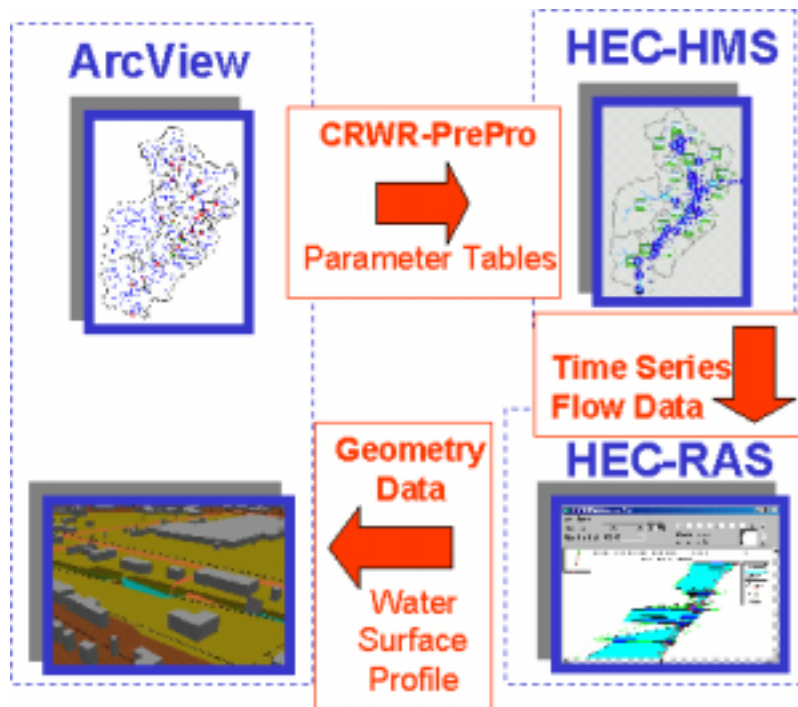 ArcView
HEC-HMS
CRWR-PrePro
Parameter Tables
Time Series
Flow Data
HEC-RAS
Geometry
Data
Water
Surface
Profile